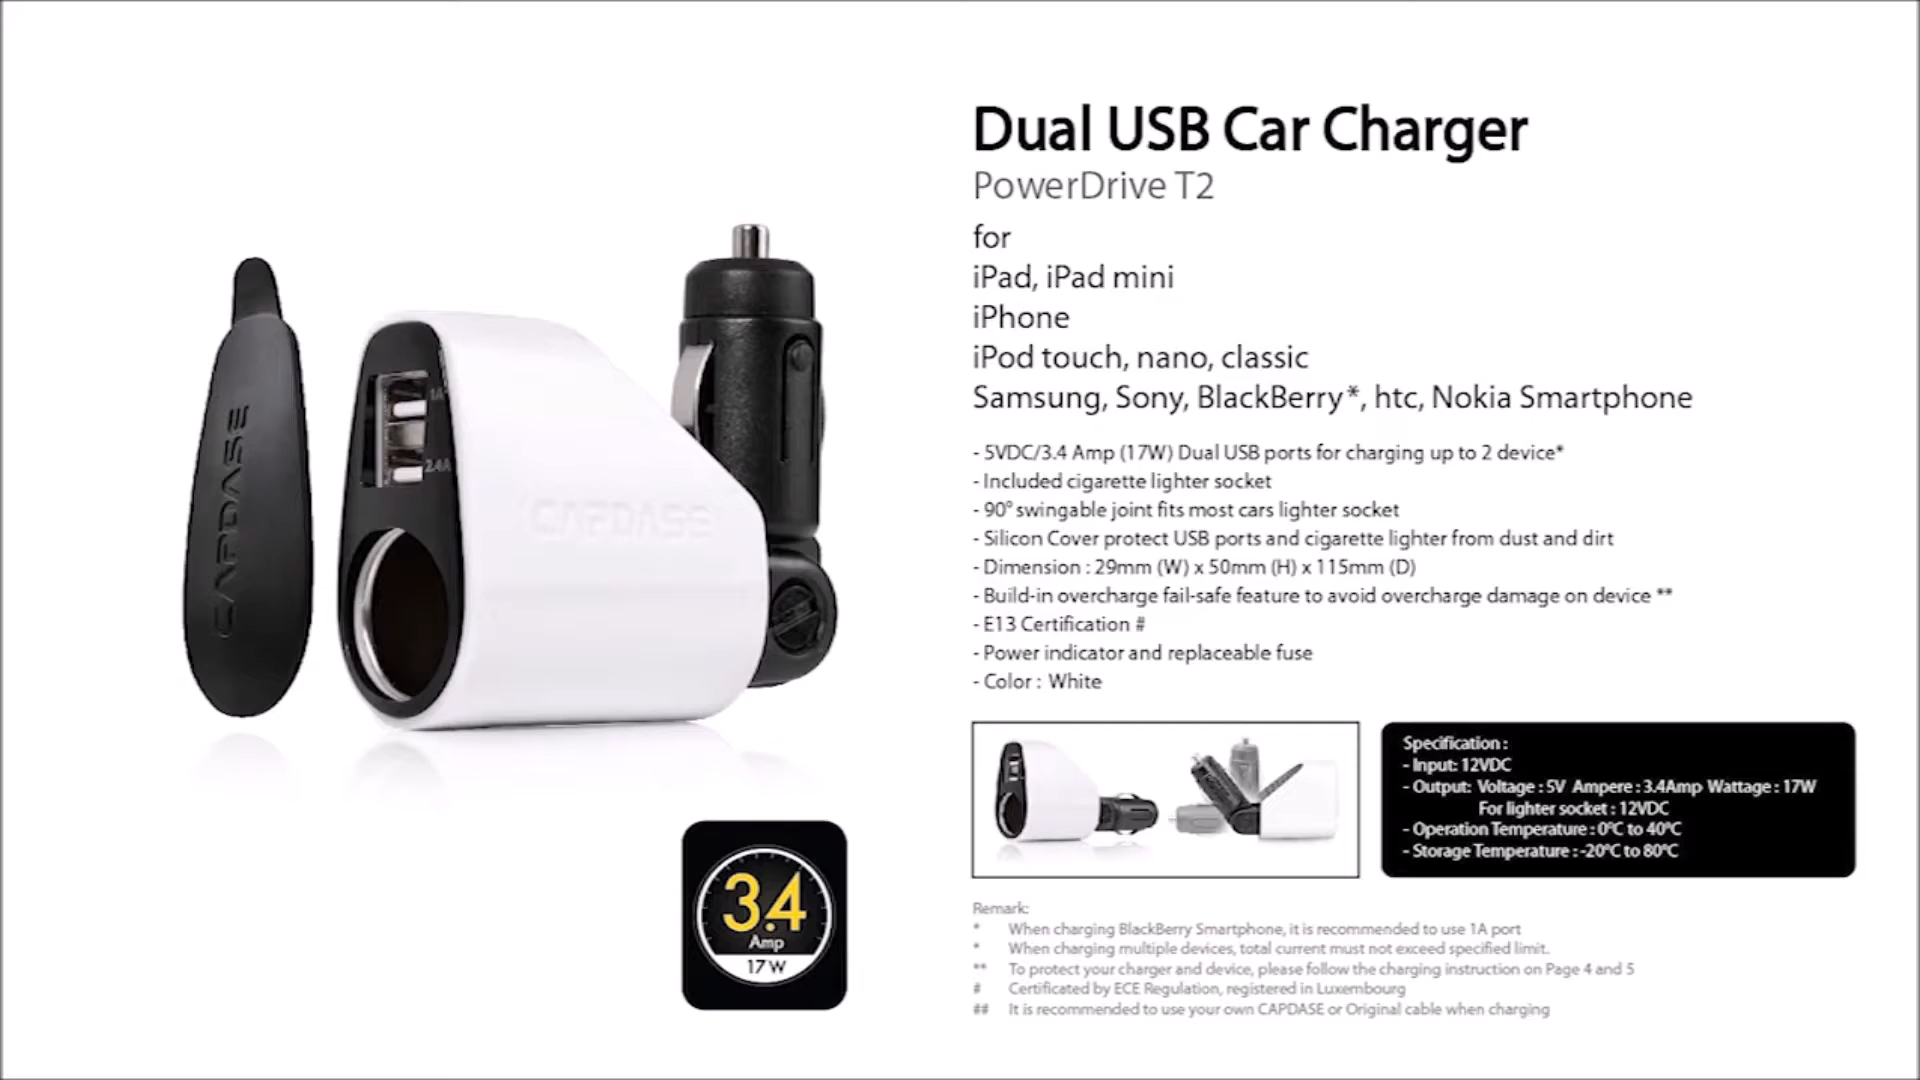 Dual USB Car Charger
PowerDrive T2
for
iPad, iPad mini
iPhone
iPod touch, nano, classic
Samsung, Sony, BlackBerry*, htc, Nokia Smartphone
- 5VDC/3.4 Amp (17W) Dual USB ports for charging up to 2 device*
- Included cigarette lighter socket
- 90° swingable joint fits most cars lighter socket
- Silicon Cover protect USB ports and cigarette lighter from dust and dirt
- Dimension : 29mm (W) x 50mm (H) x 115mm (D)
- Build-in overcharge fail-safe feature to avoid overcharge damage on device **
- E13 Certification #
- Power indicator and replaceable fuse
- Color : White
CAPDASE
1A
2.4A
CAPDASE
3.4
Amp
17W
Specification :
- Input: 12VDC
- Output: Voltage : 5V Ampere : 3.4Amp Wattage : 17W
For lighter socket : 12VDC
- Operation Temperature : 0°C to 40°C
- Storage Temperature : -20°C to 80°C
Remark:
* When charging BlackBerry Smartphone, it is recommended to use 1A port
* When charging multiple devices, total current must not exceed specified limit.
** To protect your charger and device, please follow the charging instruction on Page 4 and 5
# Certificated by ECE Regulation, registered in Luxembourg
## It is recommended to use your own CAPDASE or Original cable when charging